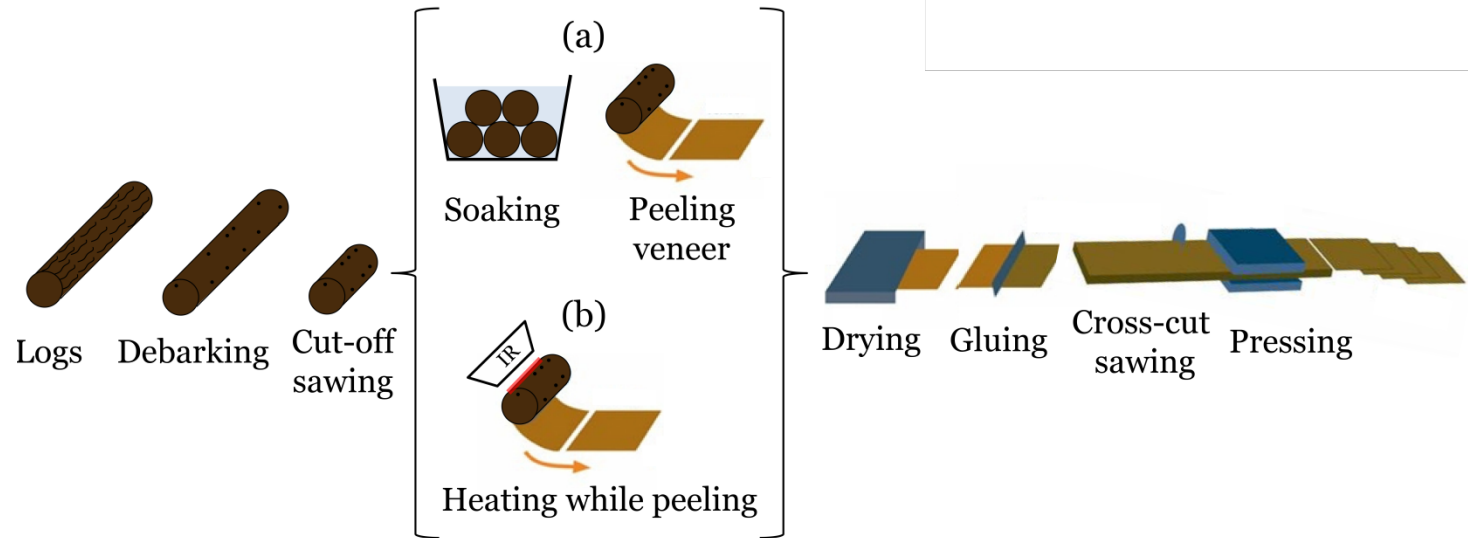 Logs
Debarking
Cut-off
sawing
(a)
Soaking
Peeling
veneer
(b)
IR
Heating while peeling
Drying
Gluing
Cross-cut
sawing
Pressing